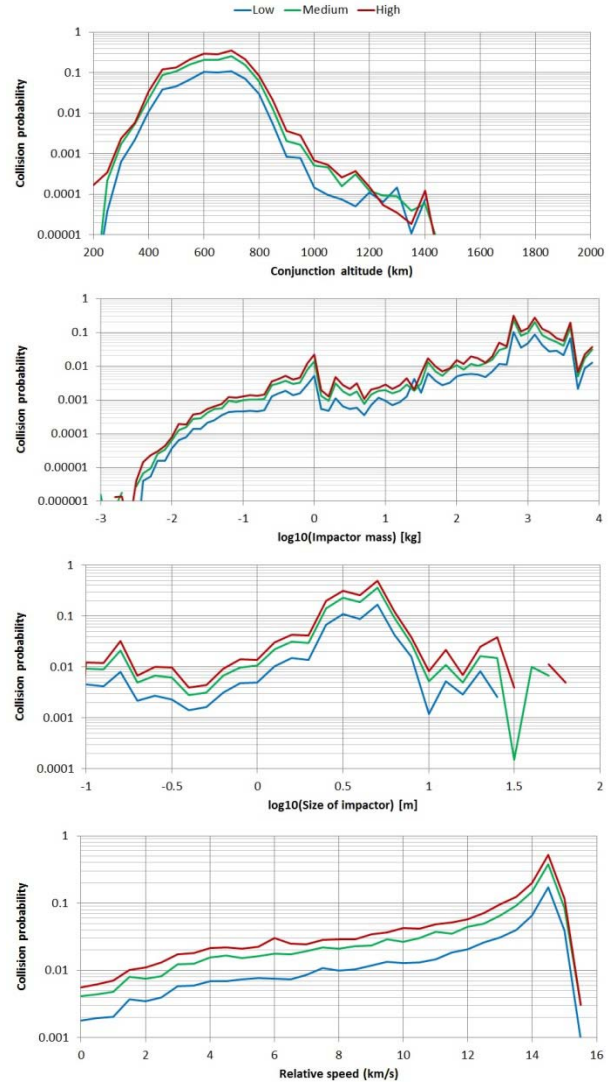 Low Medium High
Collision probability
1
0.1
0.01
0.001
0.0001
0.00001
200 400 600 800 1000 1200 1400 1600 1800 2000
Conjunction altitude (km)
Collision probability
1
0.1
0.01
0.001
0.0001
0.00001
0.000001
-3 -2 -1 0 1 2 3 4
log10(Impactor mass) [kg]
Collision probability
1
0.1
0.01
0.001
0.0001
-1 -0.5 0 0.5 1 1.5 2
log10(Size of impactor) [m]
Collision probability
1
0.1
0.01
0.001
0 2 4 6 8 10 12 14 16
Relative speed (km/s)